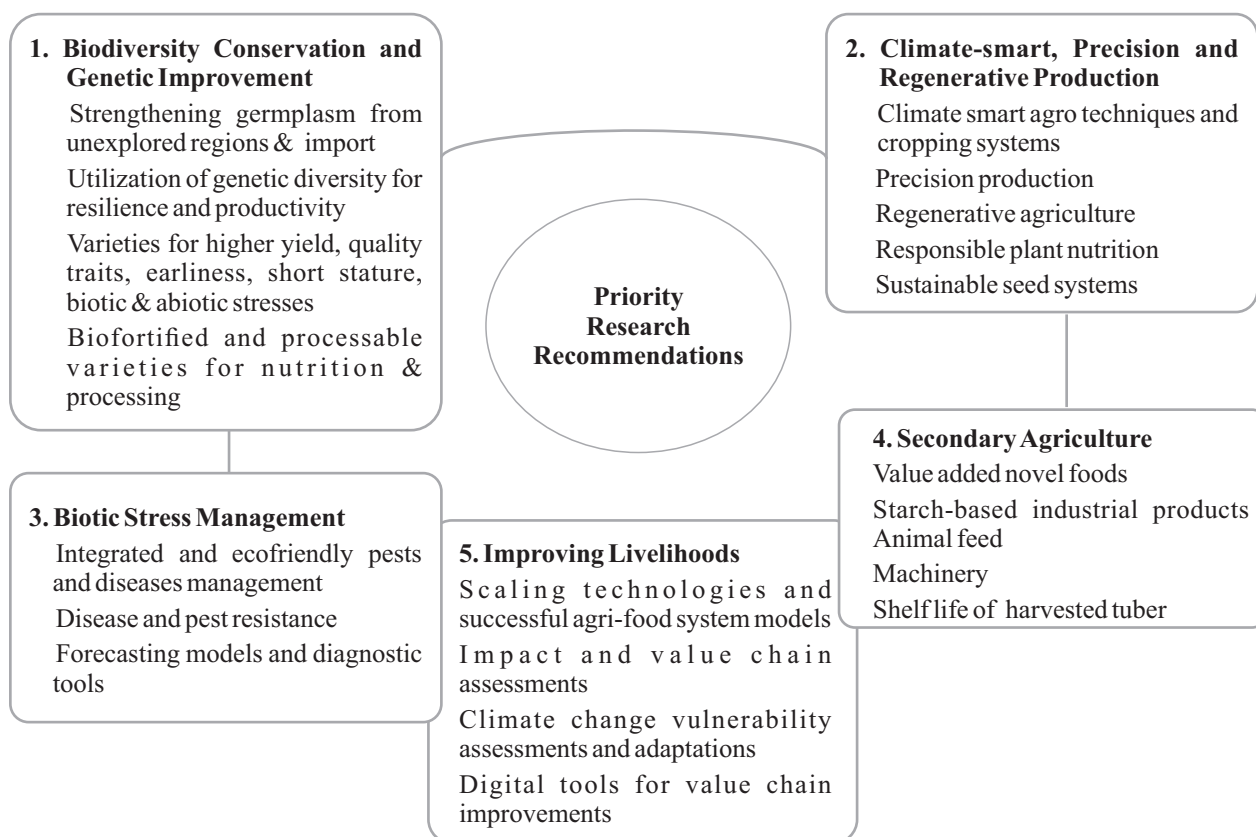 1. Biodiversity Conservation and
Genetic Improvement
Strengthening germplasm from
unexplored regions & import
Utilization of genetic diversity for
resilience and productivity
Varieties for higher yield, quality
traits, earliness, short stature,
biotic & abiotic stresses
Biofortified and processable
varieties for nutrition &
processing
2. Climate-smart, Precision and
Regenerative Production
Climate smart agro techniques and
cropping systems
Precision production
Regenerative agriculture
Responsible plant nutrition
Sustainable seed systems
Priority
Research
Recommendations
3. Biotic Stress Management
Integrated and ecofriendly pests
and diseases management
Disease and pest resistance
Forecasting models and diagnostic
tools
4. Secondary Agriculture
Value added novel foods
Starch-based industrial products
Animal feed
Machinery
Shelf life of harvested tuber
5. Improving Livelihoods
Scaling technologies and
successful agri-food system models
Impact and value chain
assessments
Climate change vulnerability
assessments and adaptations
Digital tools for value chain
improvements